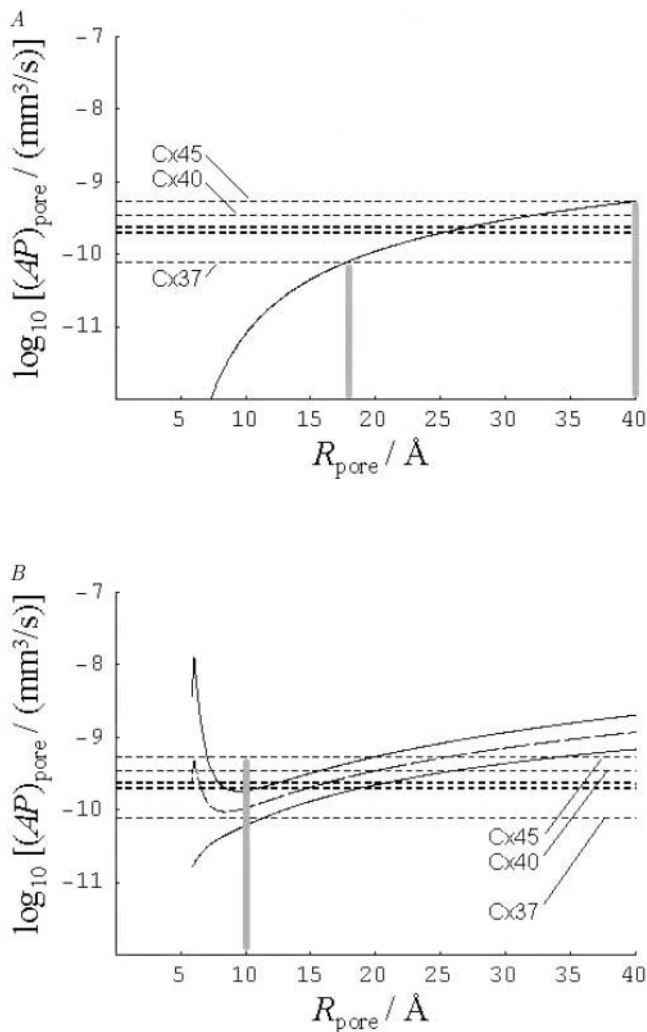 A
log₁₀ [(AP)pore / (mm³/s)]
-7
-8
-9
-10
-11
Cx45
Cx40
Cx37
5 10 15 20 25 30 35 40
Rpore / Å
B
log₁₀ [(AP)pore / (mm³/s)]
-7
-8
-9
-10
-11
Cx45
Cx40
Cx37
5 10 15 20 25 30 35 40
Rpore / Å